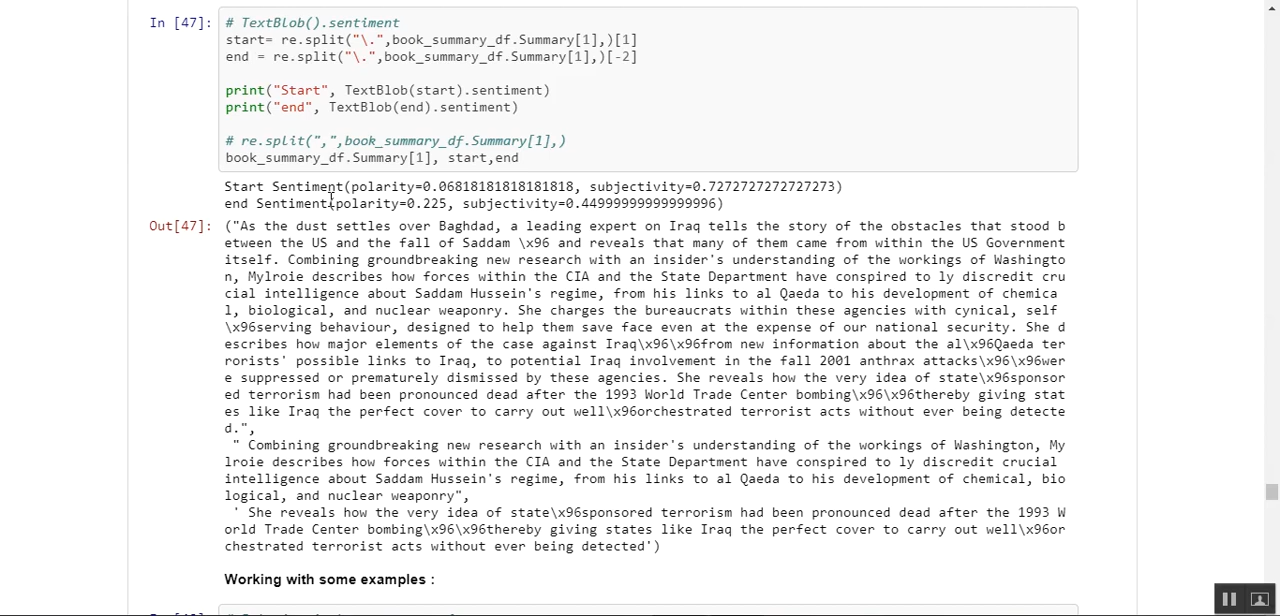 In [47]: # TextBlob().sentiment
start= re.split("\.",book_summary_df.Summary[1],)[1]
end = re.split("\.",book_summary_df.Summary[1],)[-2]
print("Start", TextBlob(start).sentiment)
print("end", TextBlob(end).sentiment)
# re.split(",",book_summary_df.Summary[1],)
book_summary_df.Summary[1], start,end
Start Sentiment(polarity=0.06818181818181818, subjectivity=0.7272727272727273)
end Sentiment(polarity=0.225, subjectivity=0.44999999999999996)
Out[47]: ("As the dust settles over Baghdad, a leading expert on Iraq tells the story of the obstacles that stood b
etween the US and the fall of Saddam \x96 and reveals that many of them came from within the US Government
itself. Combining groundbreaking new research with an insider's understanding of the workings of Washingto
n, Mylroie describes how forces within the CIA and the State Department have conspired to ly discredit cru
cial intelligence about Saddam Hussein's regime, from his links to al Qaeda to his development of chemica
l, biological, and nuclear weaponry. She charges the bureaucrats within these agencies with cynical, self
\x96serving behaviour, designed to help them save face even at the expense of our national security. She d
escribes how major elements of the case against Iraq\x96\x96from new information about the al\x96Qaeda ter
rorists' possible links to Iraq, to potential Iraq involvement in the fall 2001 anthrax attacks\x96\x96wer
e suppressed or prematurely dismissed by these agencies. She reveals how the very idea of state\x96sponsor
ed terrorism had been pronounced dead after the 1993 World Trade Center bombing\x96\x96thereby giving stat
es like Iraq the perfect cover to carry out well\x96orchestrated terrorist acts without ever being detecte
d.",
" Combining groundbreaking new research with an insider's understanding of the workings of Washington, My
lroie describes how forces within the CIA and the State Department have conspired to ly discredit crucial
intelligence about Saddam Hussein's regime, from his links to al Qaeda to his development of chemical, bio
logical, and nuclear weaponry",
' She reveals how the very idea of state\x96sponsored terrorism had been pronounced dead after the 1993 W
orld Trade Center bombing\x96\x96thereby giving states like Iraq the perfect cover to carry out well\x96or
chestrated terrorist acts without ever being detected')
Working with some examples :